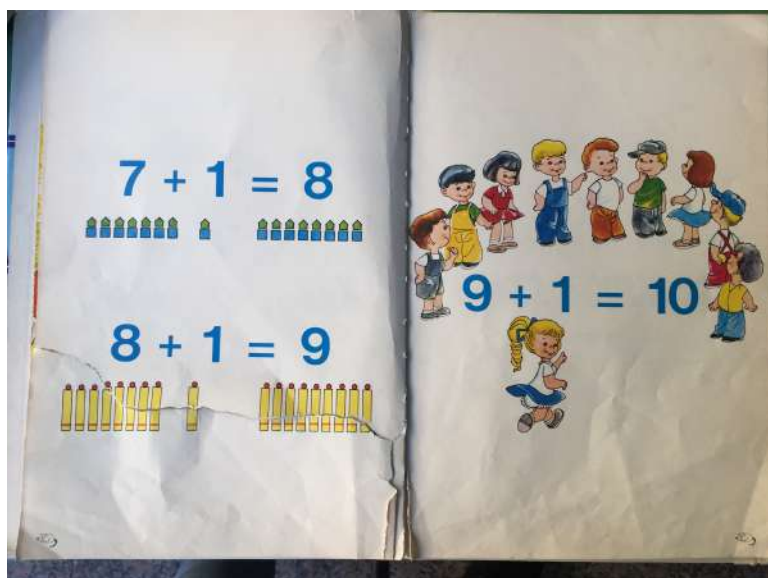 7 + 1 = 8
8 + 1 = 9
9 + 1 = 10